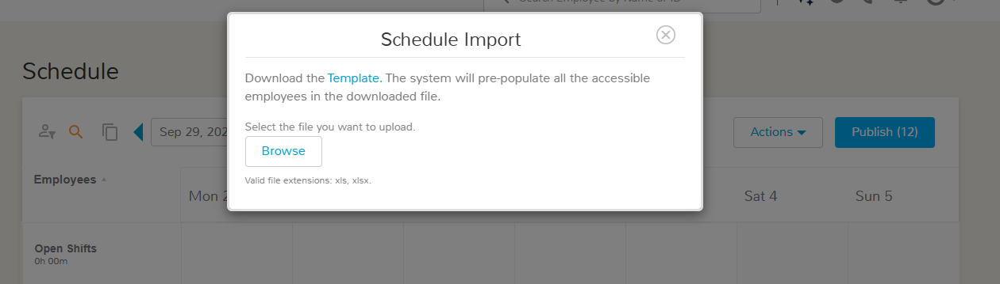 Search Employee by Name or ID
Schedule Import
Schedule
Download the Template. The system will pre-populate all the accessible
employees in the downloaded file.
Select the file you want to upload.
Sep 29, 202
Actions
Publish (12)
Browse
Valid file extensions: xls, xlsx.
Employees
Mon 2
Sat 4
Sun 5
Open Shifts
0h 00m